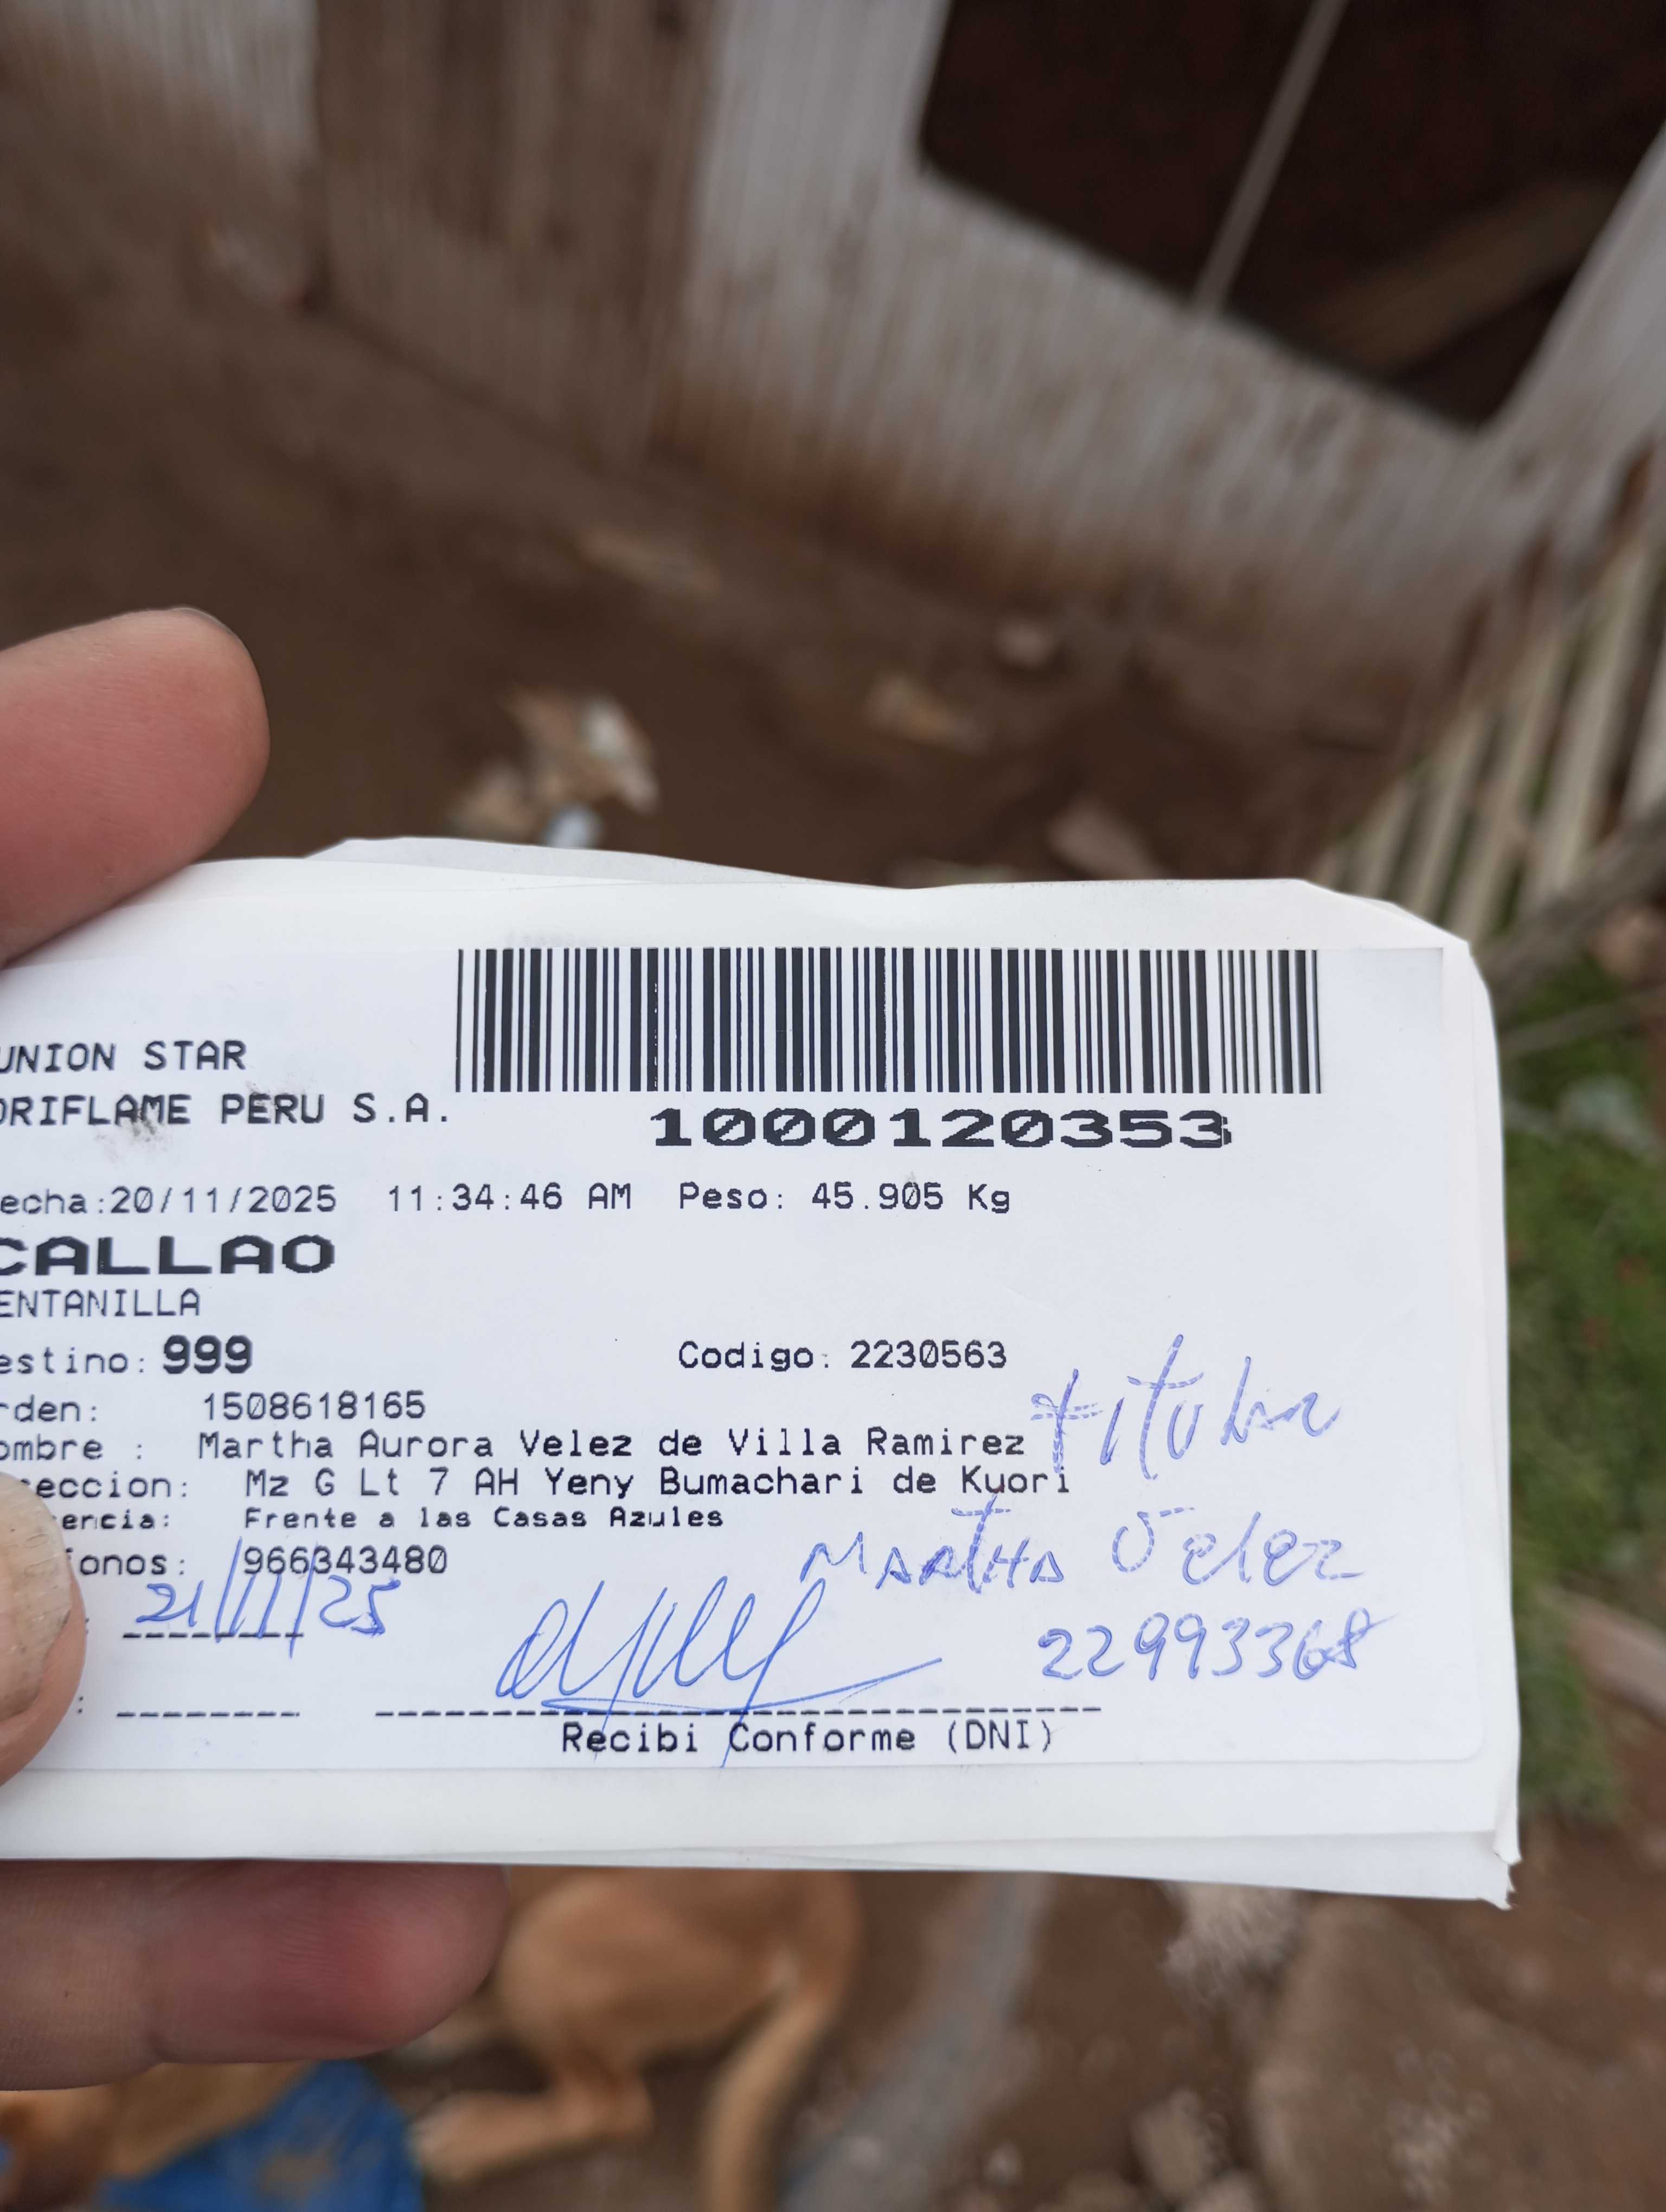 UNION STAR
ORIFLAME PERU S.A.
1000120353
echa:20/11/2025 11:34:46 AM Peso: 45.905 Kg
CALLAO
ENTANILLA
estino: 999 Codigo: 2230563
rden: 1508618165
titular
ombre : Martha Aurora Velez de Villa Ramirez
eccion: Mz G Lt 7 AH Yeny Bumachari de Kuori
encia: Frente a las Casas Azules
onos: 966343480
MARTHA Velez
21/11/25
22993368
Recibi Conforme (DNI)